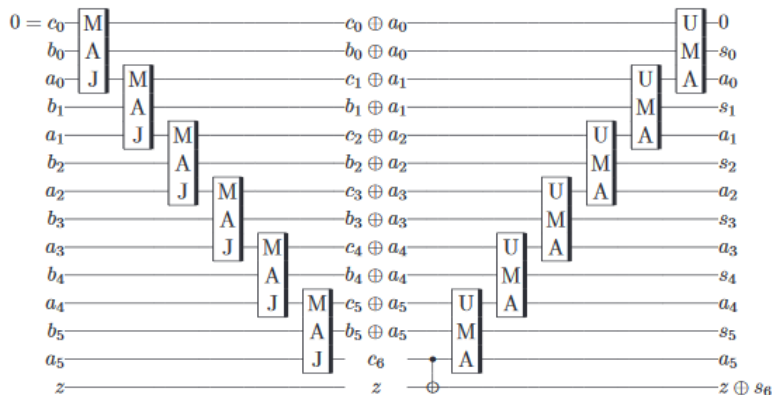 0 = c₀ M c₀ ⊕ a₀ U 0
b₀ A b₀ ⊕ a₀ M s₀
a₀ J M c₁ ⊕ a₁ U A a₀
b₁ A b₁ ⊕ a₁ M s₁
a₁ J M c₂ ⊕ a₂ U A a₁
b₂ A b₂ ⊕ a₂ M s₂
a₂ J M c₃ ⊕ a₃ U A a₂
b₃ A b₃ ⊕ a₃ M s₃
a₃ J M c₄ ⊕ a₄ U A a₃
b₄ A b₄ ⊕ a₄ M s₄
a₄ J M c₅ ⊕ a₅ U A a₄
b₅ A b₅ ⊕ a₅ M s₅
a₅ J c₆ A a₅
z z z ⊕ s₆